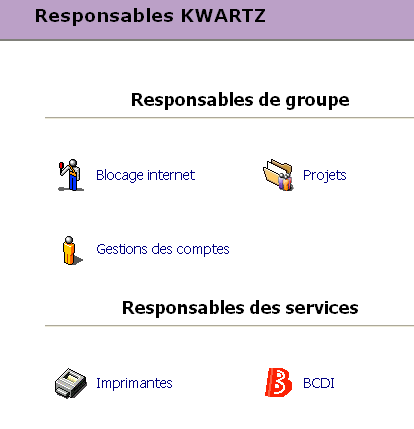 Responsables KWARTZ
Responsables de groupe
Blocage internet
Projets
Gestions des comptes
Responsables des services
Imprimantes
BCDI